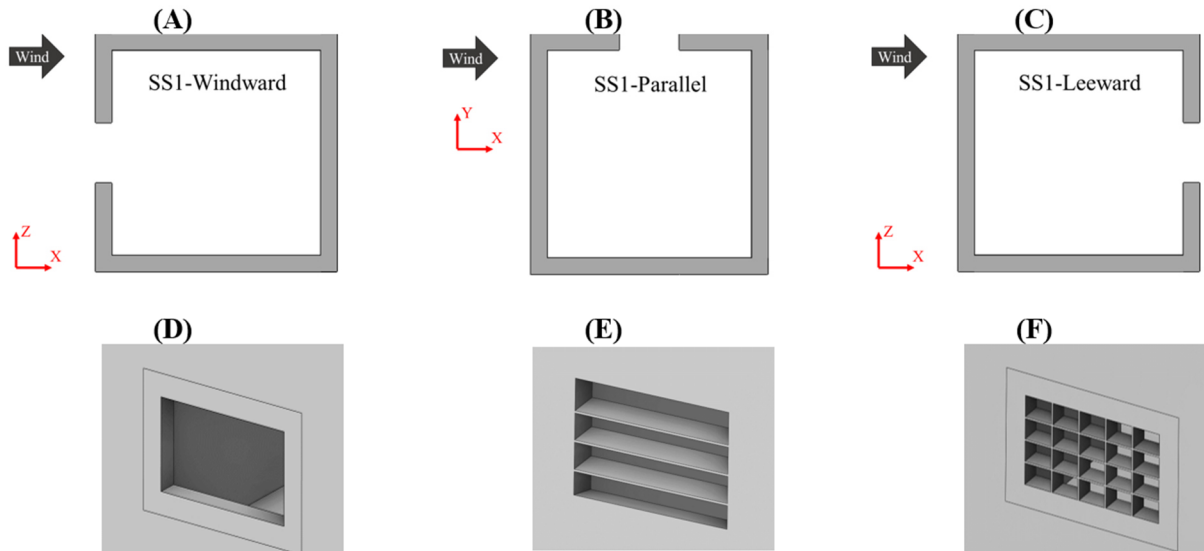 (A)
Wind
SS1-Windward
Z
X
(B)
Wind
SS1-Parallel
Y
X
(C)
Wind
SS1-Leeward
Z
X
(D)
(E)
(F)